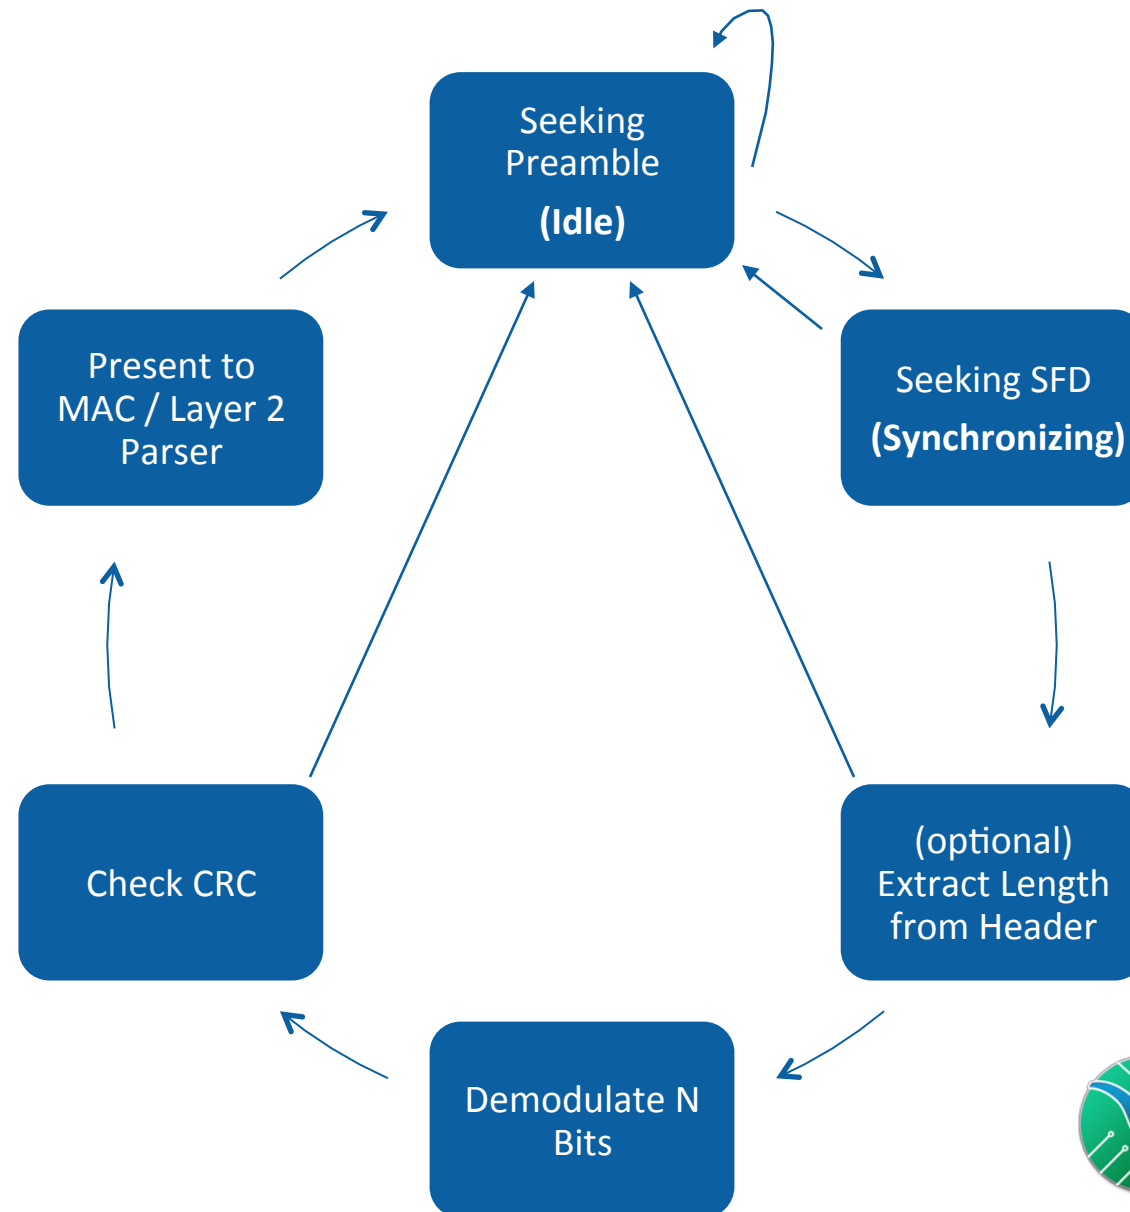 Seeking
Preamble
(Idle)
Seeking SFD
(Synchronizing)
(optional)
Extract Length
from Header
Demodulate N
Bits
Check CRC
Present to
MAC / Layer 2
Parser